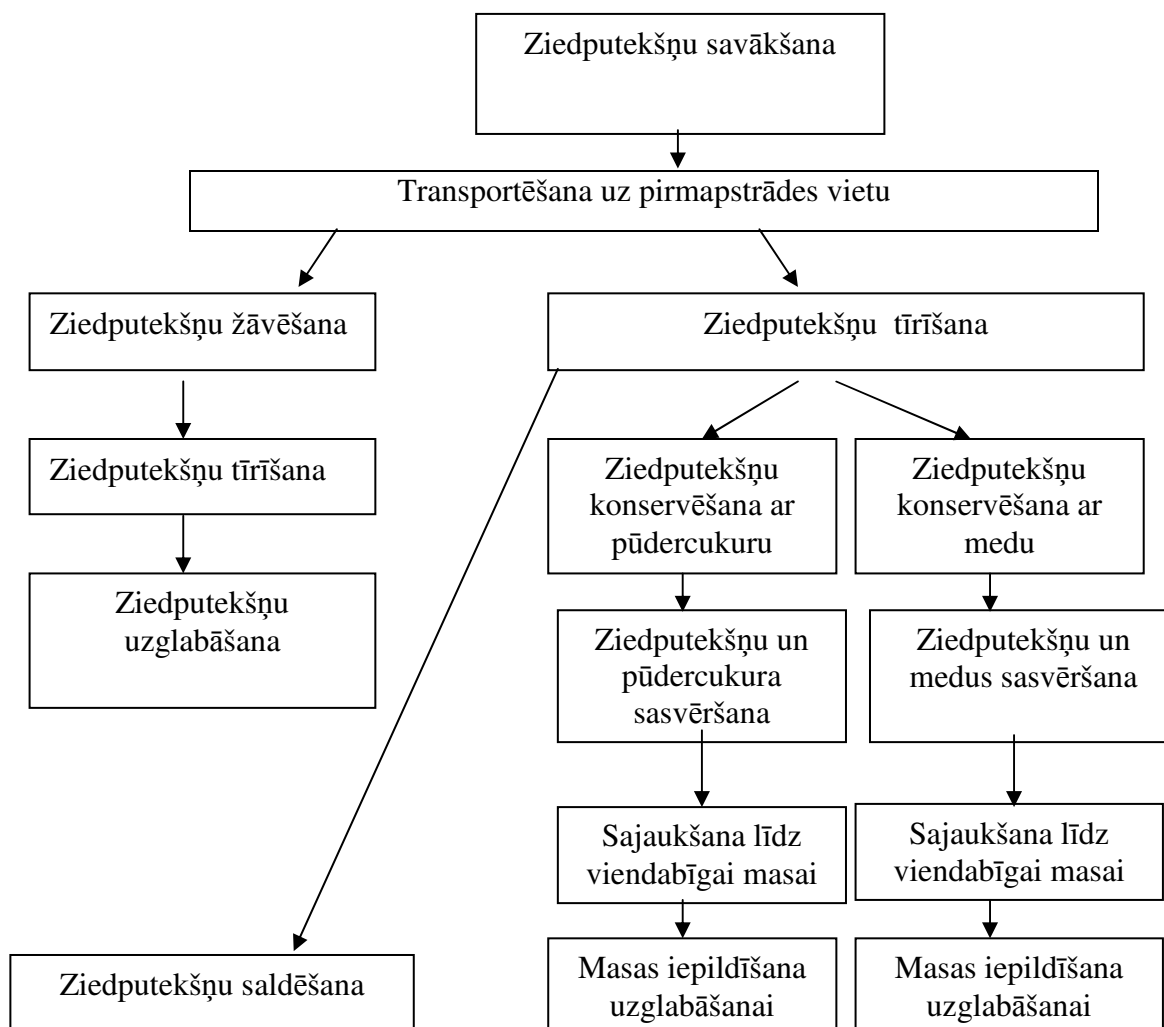 Ziedputekšņu savākšana
Transportēšana uz pirmapstrādes vietu
Ziedputekšņu žāvēšana
Ziedputekšņu tīrīšana
Ziedputekšņu tīrīšana
Ziedputekšņu
uzglabāšana
Ziedputekšņu
konservēšana ar
pūdercukuru
Ziedputekšņu
konservēšana ar
medu
Ziedputekšņu un
pūdercukura
sasvēršana
Ziedputekšņu un
medus sasvēršana
Sajaukšana līdz
viendabīgai masai
Sajaukšana līdz
viendabīgai masai
Ziedputekšņu saldēšana
Masas iepildīšana
uzglabāšanai
Masas iepildīšana
uzglabāšanai